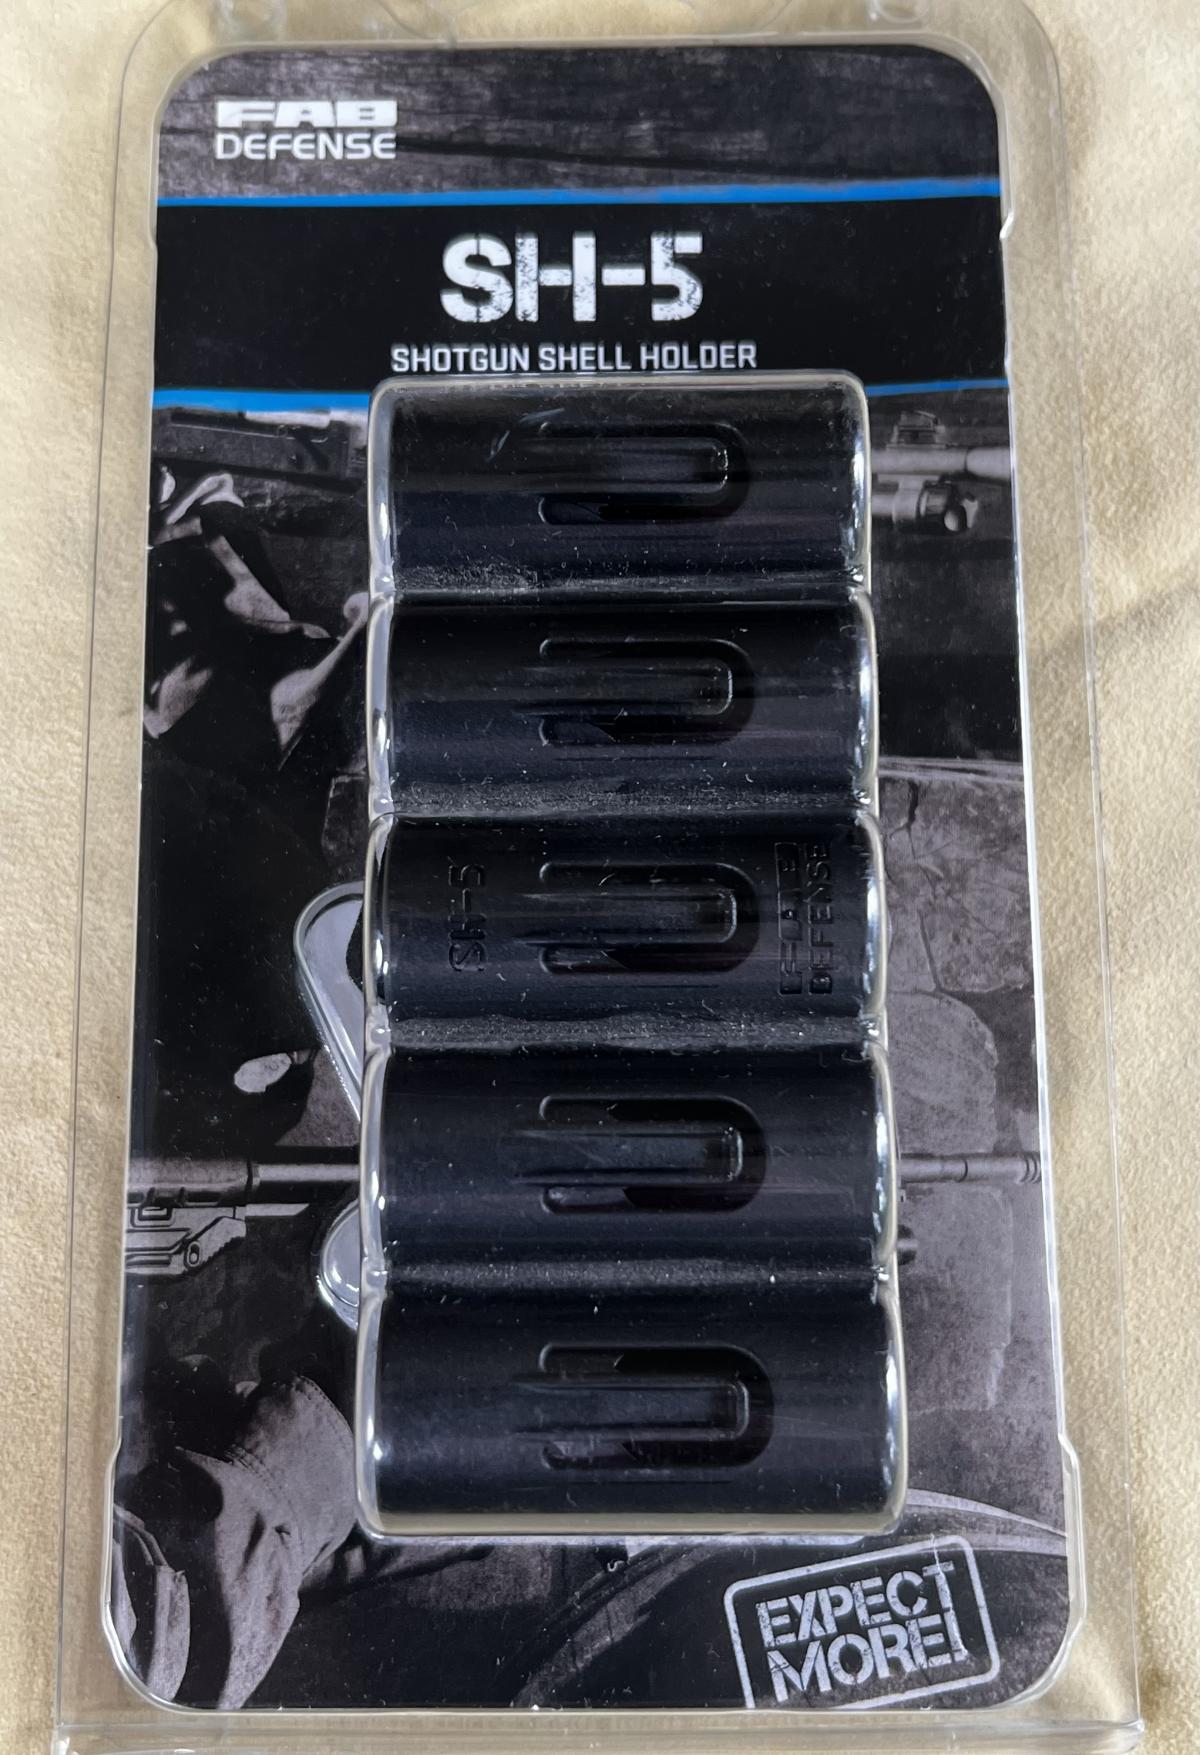 FAB
DEFENSE
SH-5
SHOTGUN SHELL HOLDER
SH-5
FAB
DEFENSE
EXPECT
MORE!